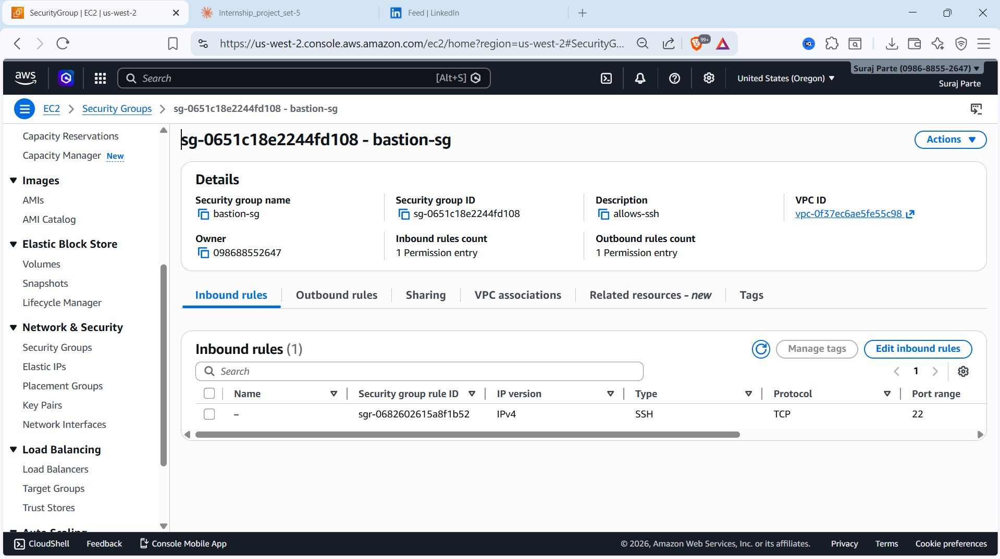 SecurityGroup | EC2 | us-west-2
Internship_project_set-5
Feed | LinkedIn
https://us-west-2.console.aws.amazon.com/ec2/home?region=us-west-2#SecurityG...
99+
aws
Search
[Alt+S]
United States (Oregon)
Suraj Parte (0986-8855-2647)
Suraj Parte
EC2
Security Groups
sg-0651c18e2244fd108 - bastion-sg
Capacity Reservations
Capacity Manager New
Images
AMIs
AMI Catalog
Elastic Block Store
Volumes
Snapshots
Lifecycle Manager
Network & Security
Security Groups
Elastic IPs
Placement Groups
Key Pairs
Network Interfaces
Load Balancing
Load Balancers
Target Groups
Trust Stores
Auto Scaling
sg-0651c18e2244fd108 - bastion-sg
Actions
Details
Security group name
bastion-sg
Security group ID
sg-0651c18e2244fd108
Description
allows-ssh
VPC ID
vpc-0f37ec6ae5fe55c98
Owner
098688552647
Inbound rules count
1 Permission entry
Outbound rules count
1 Permission entry
Inbound rules
Outbound rules
Sharing
VPC associations
Related resources - new
Tags
Inbound rules (1)
Manage tags
Edit inbound rules
Search
1
Name Security group rule ID IP version Type Protocol Port range
– sgr-0682602615a8f1b52 IPv4 SSH TCP 22
CloudShell
Feedback
Console Mobile App
© 2026, Amazon Web Services, Inc. or its affiliates.
Privacy
Terms
Cookie preferences